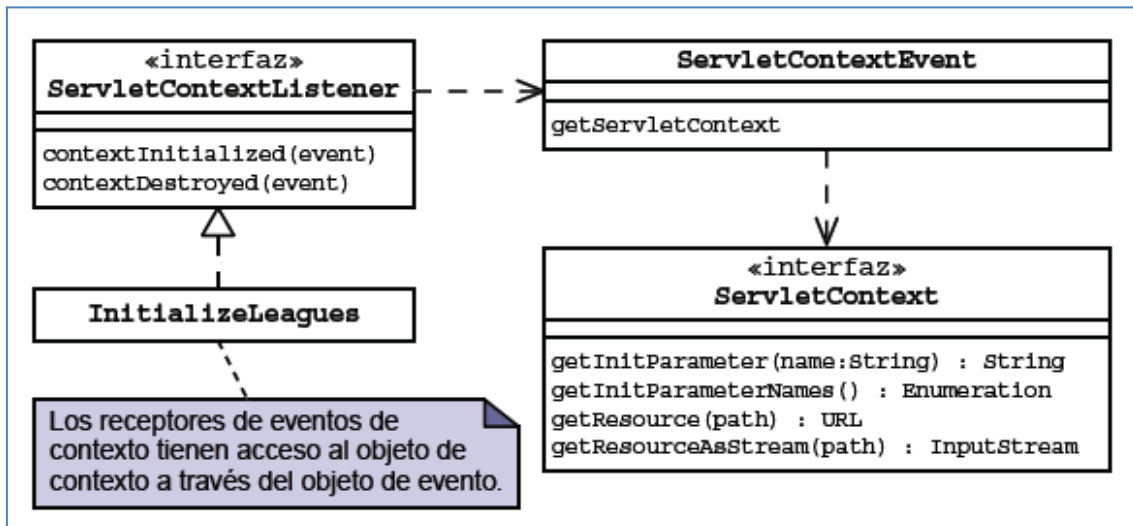 «interfaz»
ServletContextListener
contextInitialized(event)
contextDestroyed(event)
ServletContextEvent
getServletContext
InitializeLeagues
«interfaz»
ServletContext
getInitParameter(name:String) : String
getInitParameterNames() : Enumeration
getResource(path) : URL
getResourceAsStream(path) : InputStream
Los receptores de eventos de
contexto tienen acceso al objeto de
contexto a través del objeto de evento.